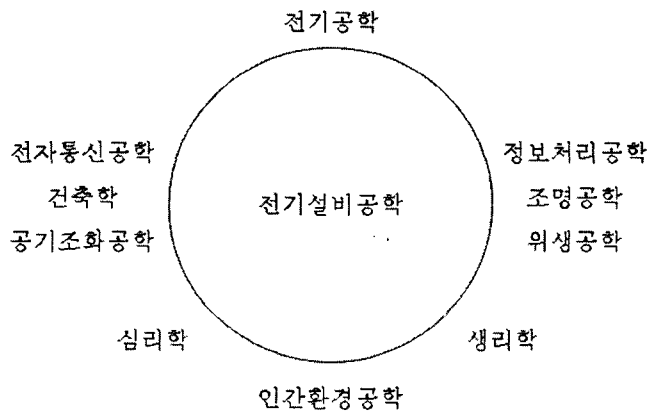 전기공학
전자통신공학
정보처리공학
건축학
전기설비공학
조명공학
공기조화공학
위생공학
심리학
생리학
인간환경공학